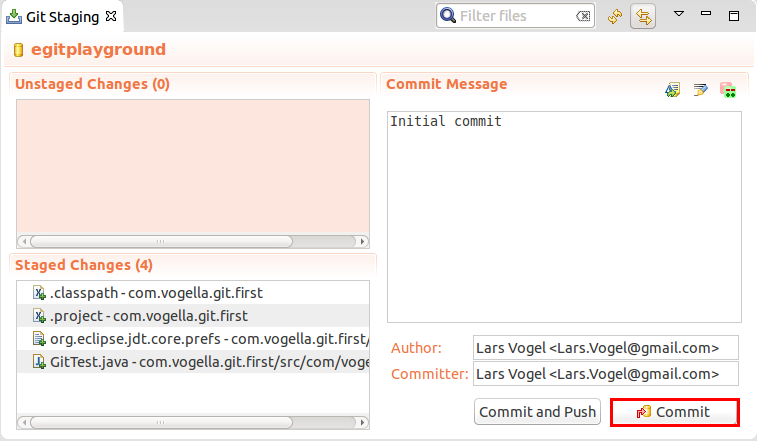 Git Staging
Filter files
egitplayground
Unstaged Changes (0)
Staged Changes (4)
.classpath - com.vogella.git.first
.project - com.vogella.git.first
org.eclipse.jdt.core.prefs - com.vogella.git.first/
GitTest.java - com.vogella.git.first/src/com/voge
Commit Message
Initial commit
Author: Lars Vogel <Lars.Vogel@gmail.com>
Committer: Lars Vogel <Lars.Vogel@gmail.com>
Commit and Push Commit